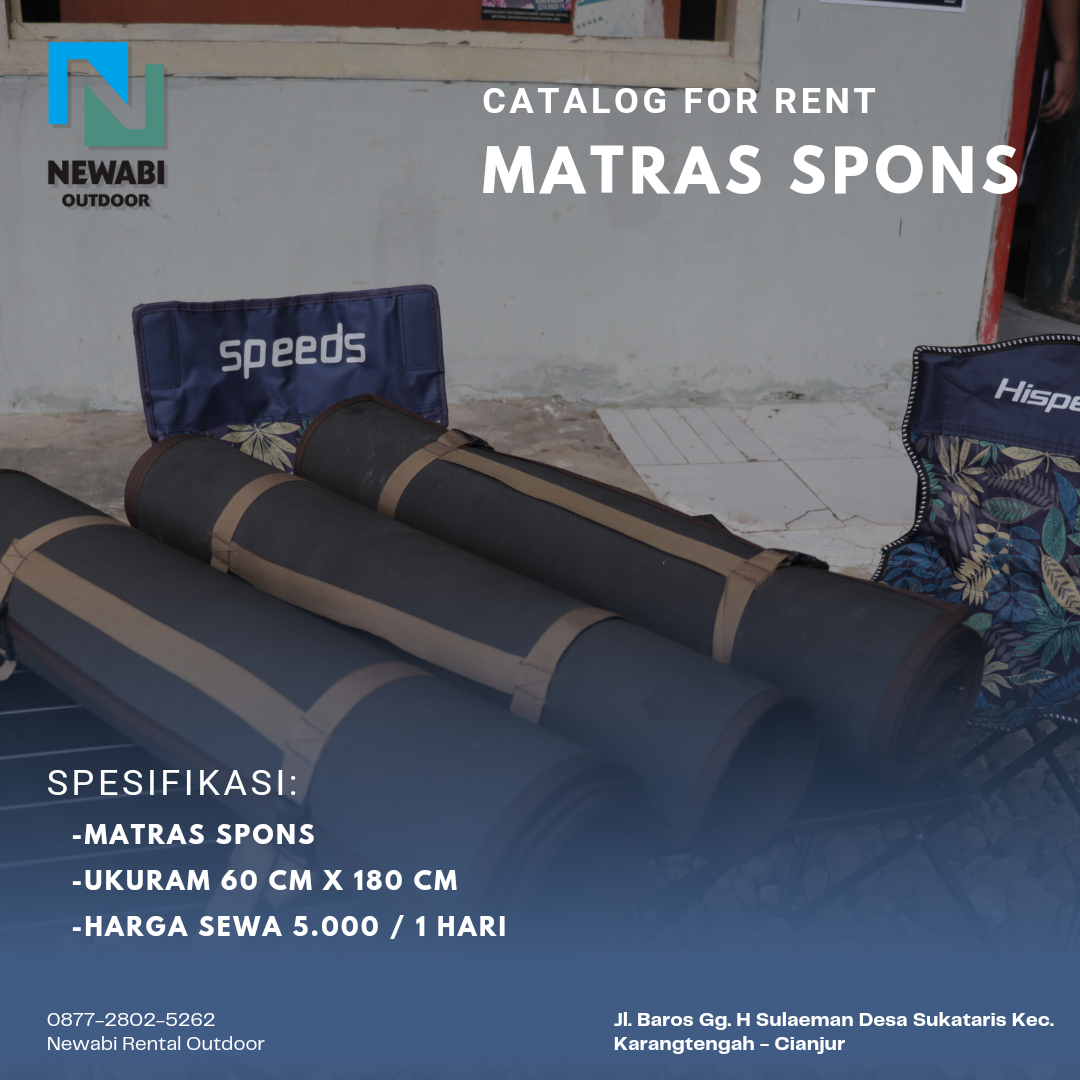 NEWABI
OUTDOOR
CATALOG FOR RENT
MATRAS SPONS
speeds
SPESIFIKASI:
-MATRAS SPONS
-UKURAM 60 CM X 180 CM
-HARGA SEWA 5.000 / 1 HARI
0877-2802-5262
Newabi Rental Outdoor
Jl. Baros Gg. H Sulaeman Desa Sukataris Kec.
Karangtengah - Cianjur